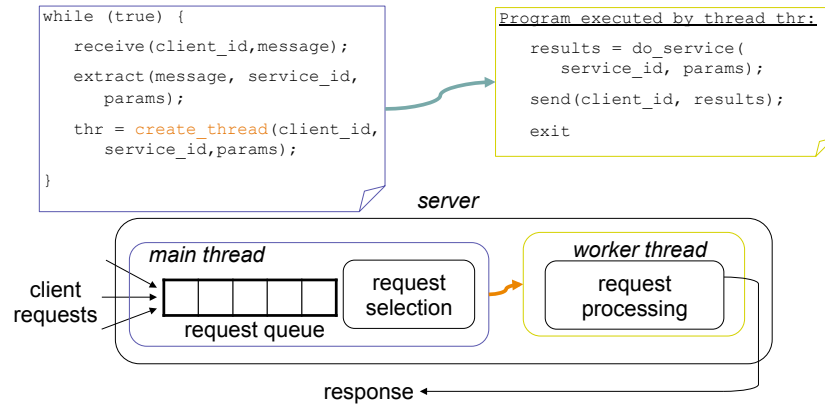 while (true) {
receive(client_id,message);
extract(message, service_id,
params);
thr = create_thread(client_id,
service_id,params);
}
Program executed by thread thr:
results = do_service(
service_id, params);
send(client_id, results);
exit
server
main thread
worker thread
client
requests
request queue
request
selection
request
processing
response